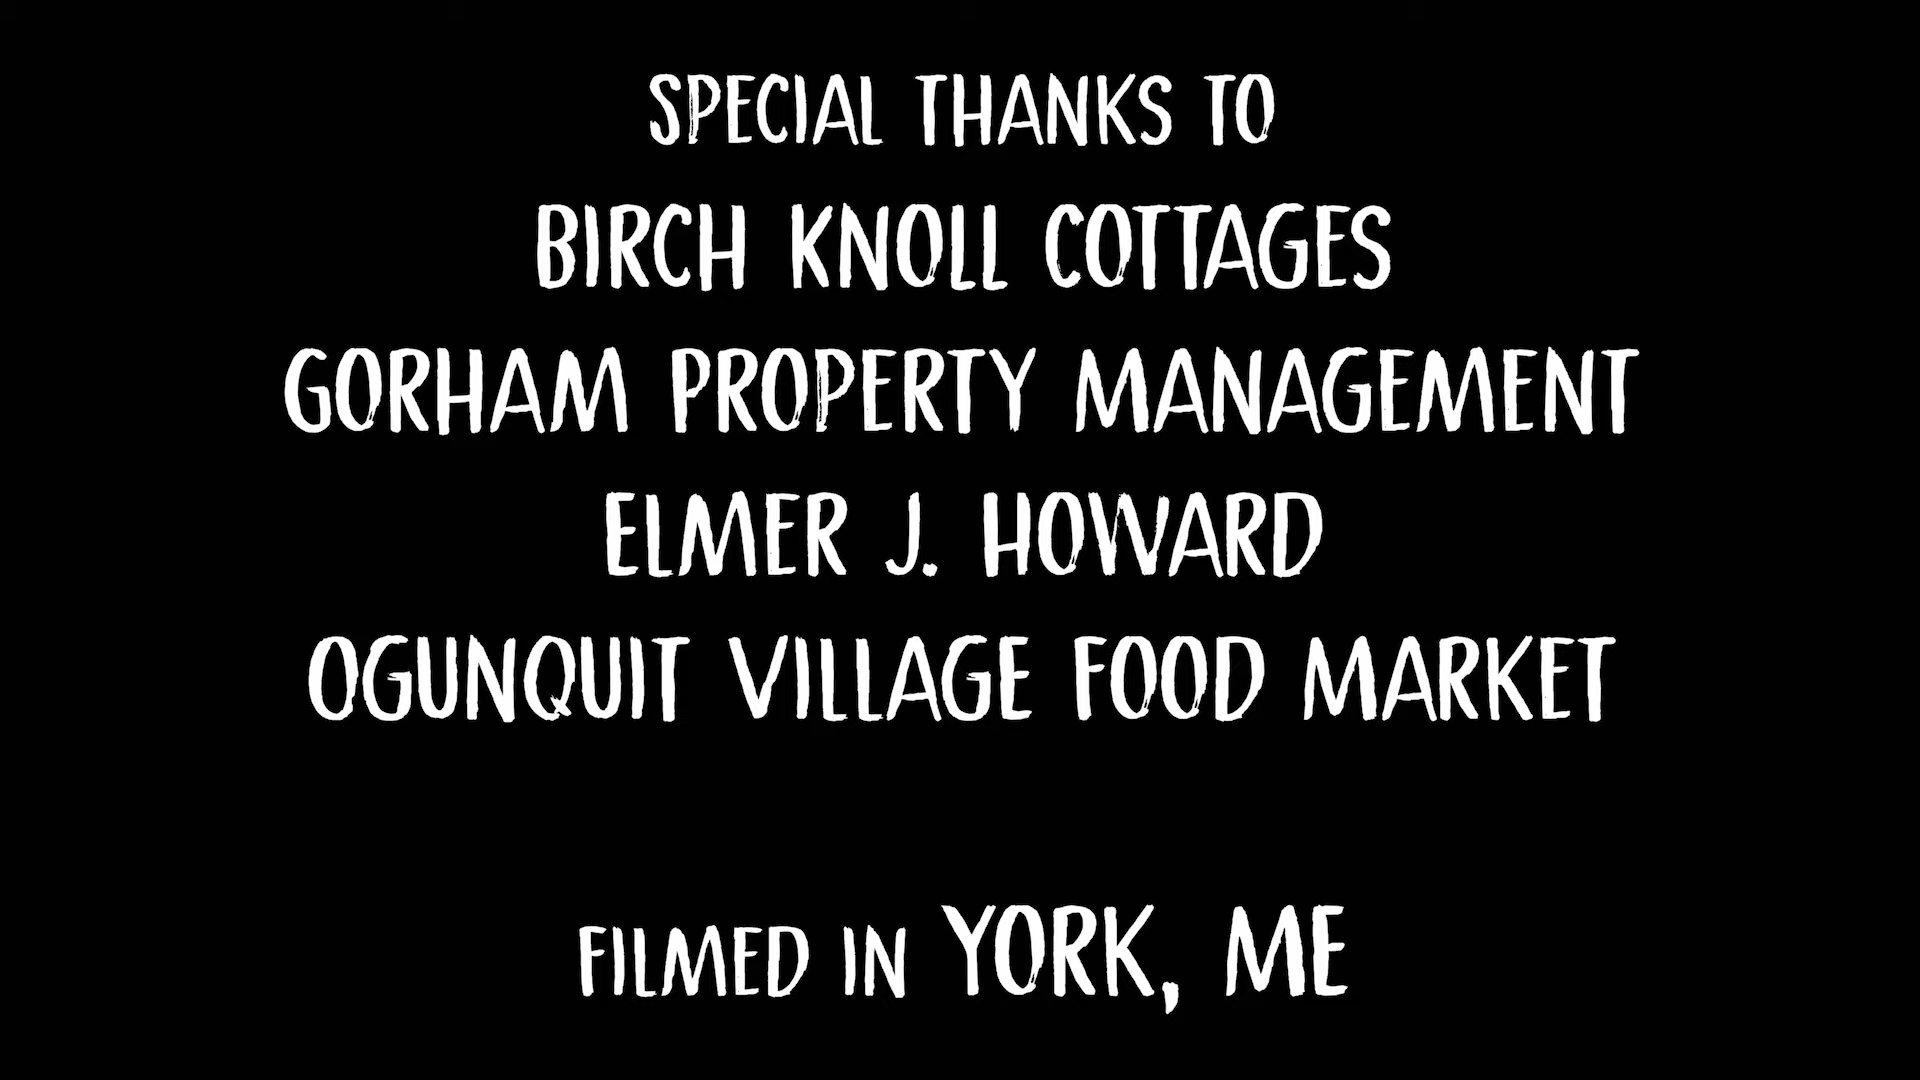 SPECIAL THANKS TO
BIRCH KNOLL COTTAGES
GORHAM PROPERTY MANAGEMENT
ELMER J. HOWARD
OGUNQUIT VILLAGE FOOD MARKET
FILMED IN YORK, ME